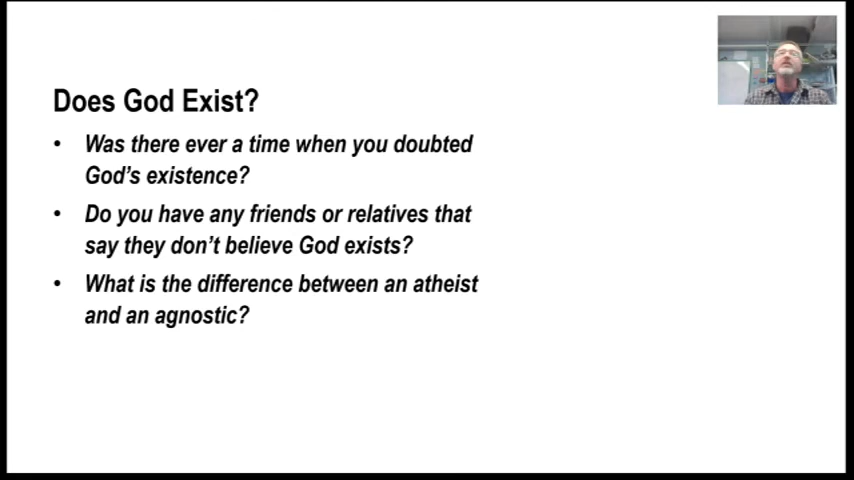 Does God Exist?
• Was there ever a time when you doubted
God's existence?
• Do you have any friends or relatives that
say they don't believe God exists?
• What is the difference between an atheist
and an agnostic?